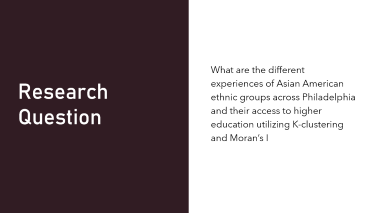 Research
Question
What are the different
experiences of Asian American
ethnic groups across Philadelphia
and their access to higher
education utilizing K-clustering
and Moran's I